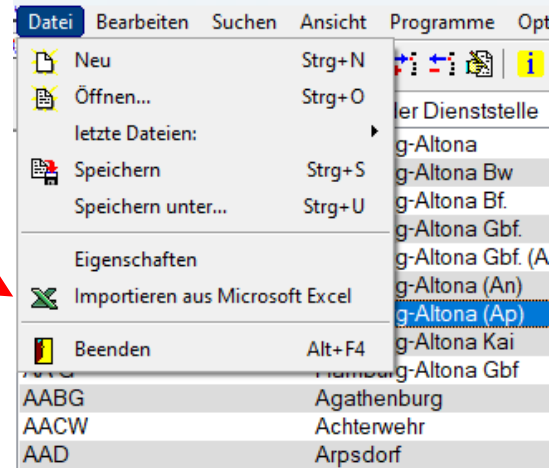 Datei Bearbeiten Suchen Ansicht Programme Opt
Neu Strg+N
Öffnen... Strg+O
letzte Dateien:
Speichern Strg+S
Speichern unter... Strg+U
Eigenschaften
Importieren aus Microsoft Excel
Beenden Alt+F4
ler Dienststelle
g-Altona
g-Altona Bw
g-Altona Bf.
g-Altona Gbf.
g-Altona Gbf. (A
g-Altona (An)
g-Altona (Ap)
g-Altona Kai
Hamburg-Altona Gbf
AABG Agathenburg
AACW Achterwehr
AAD Arpsdorf